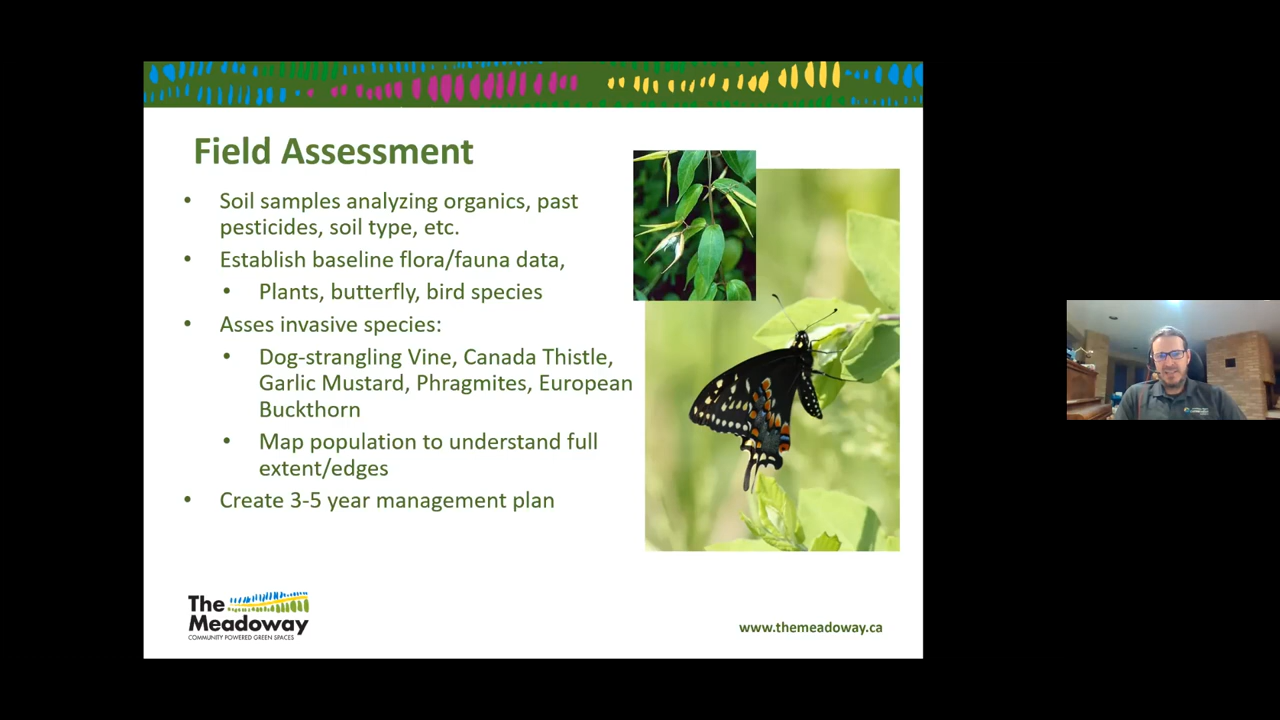 Field Assessment
• Soil samples analyzing organics, past
pesticides, soil type, etc.
• Establish baseline flora/fauna data,
• Plants, butterfly, bird species
• Asses invasive species:
• Dog-strangling Vine, Canada Thistle,
Garlic Mustard, Phragmites, European
Buckthorn
• Map population to understand full
extent/edges
• Create 3-5 year management plan
The
Meadoway
COMMUNITY POWERED GREEN SPACES
www.themeadoway.ca